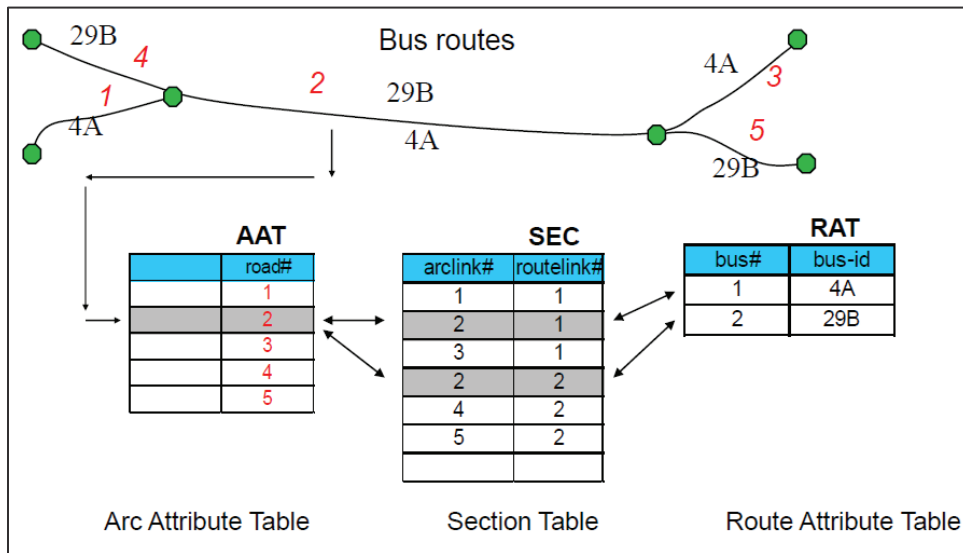 Bus routes
29B
4
1
4A
2
29B
4A
4A
3
5
29B
AAT
road#
1
2
3
4
5
SEC
arclink# routelink#
1 1
2 1
3 1
2 2
4 2
5 2
RAT
bus# bus-id
1 4A
2 29B
Arc Attribute Table
Section Table
Route Attribute Table